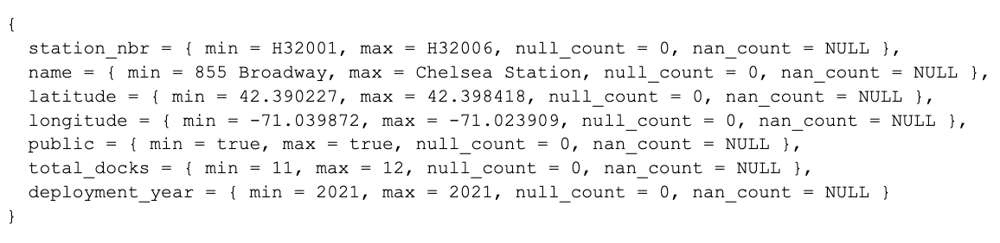 {
  station_nbr = { min = H32001, max = H32006, null_count = 0, nan_count = NULL },
  name = { min = 855 Broadway, max = Chelsea Station, null_count = 0, nan_count = NULL },
  latitude = { min = 42.390227, max = 42.398418, null_count = 0, nan_count = NULL },
  longitude = { min = -71.039872, max = -71.023909, null_count = 0, nan_count = NULL },
  public = { min = true, max = true, null_count = 0, nan_count = NULL },
  total_docks = { min = 11, max = 12, null_count = 0, nan_count = NULL },
  deployment_year = { min = 2021, max = 2021, null_count = 0, nan_count = NULL }
}